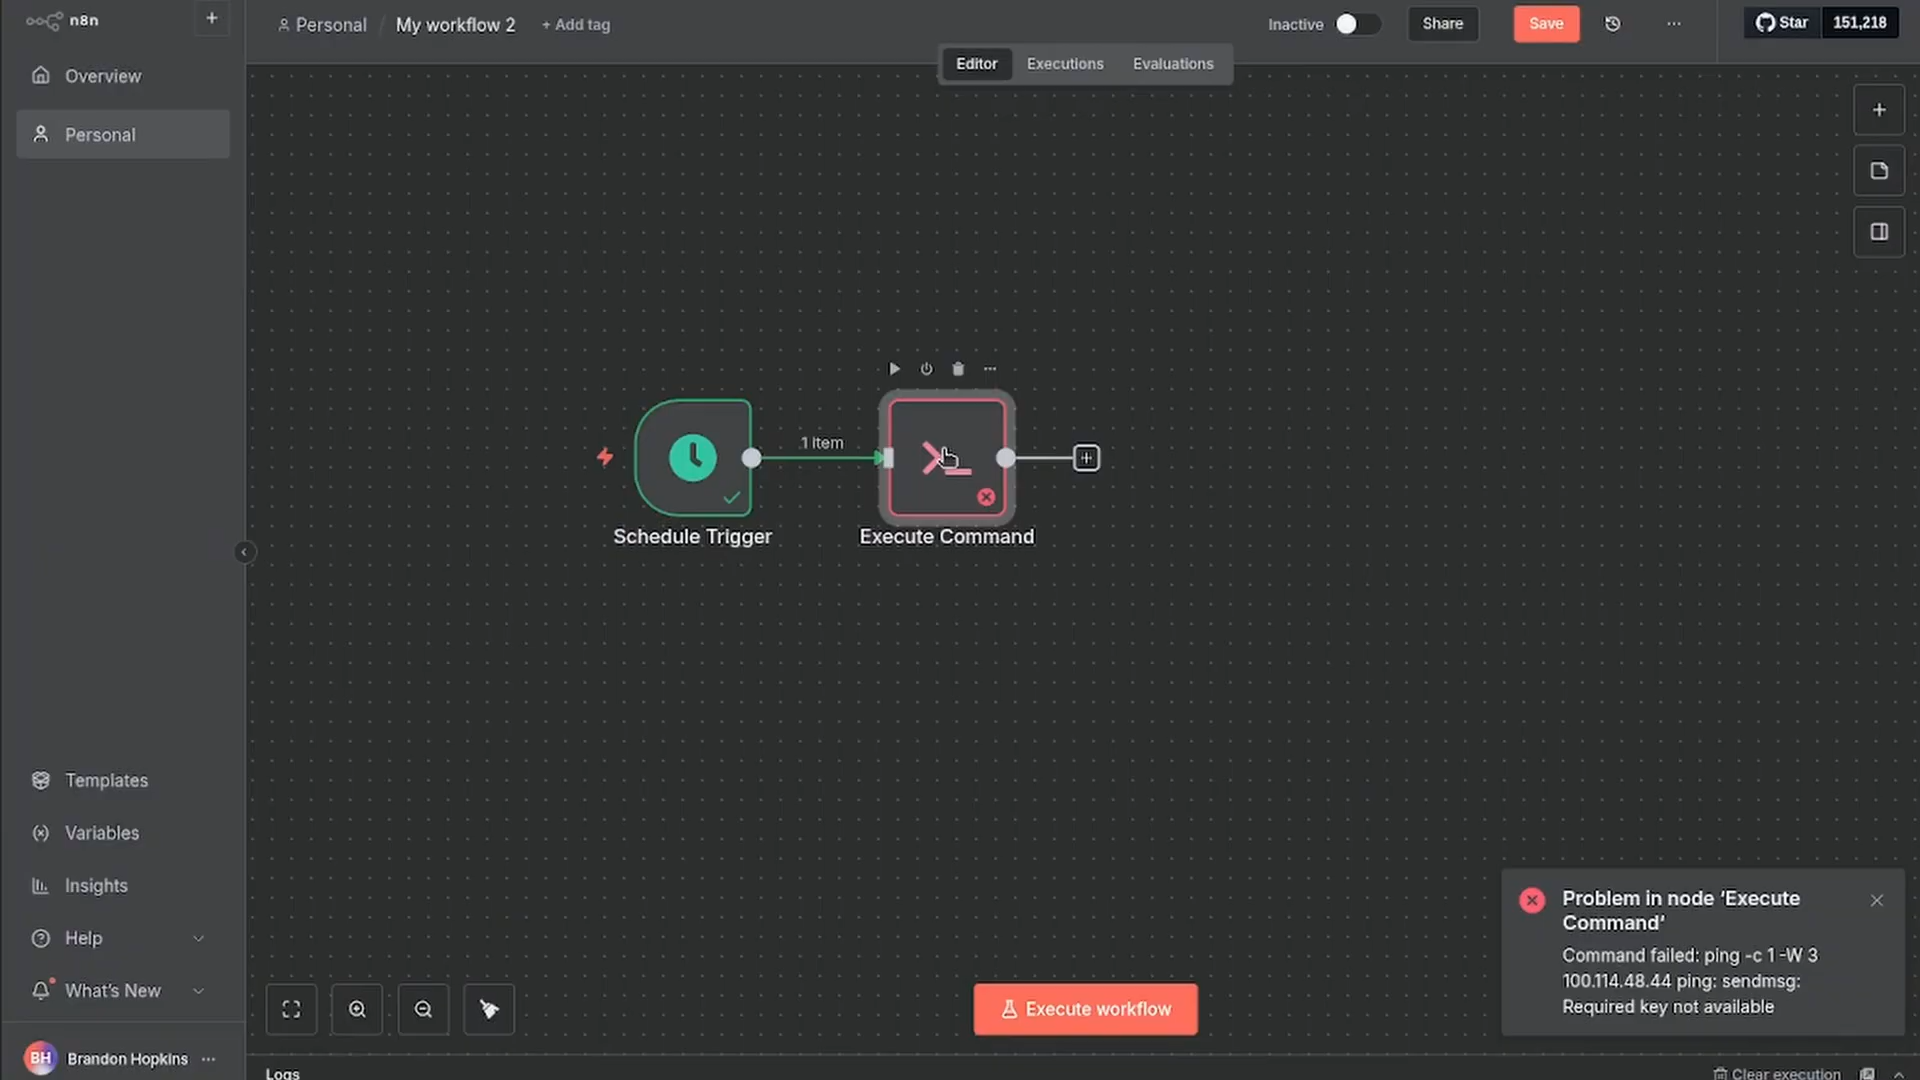 n8n
+
Personal / My workflow 2 + Add tag
Inactive
Share
Save
Star 151,218
Editor Executions Evaluations
Overview
Personal
1 item
Schedule Trigger
Execute Command
Templates
Variables
Insights
Help
What's New
BH Brandon Hopkins
Execute workflow
Problem in node ‘Execute
Command‘
Command failed: ping -c 1 -W 3
100.114.48.44 ping: sendmsg:
Required key not available
Logs
Clear execution